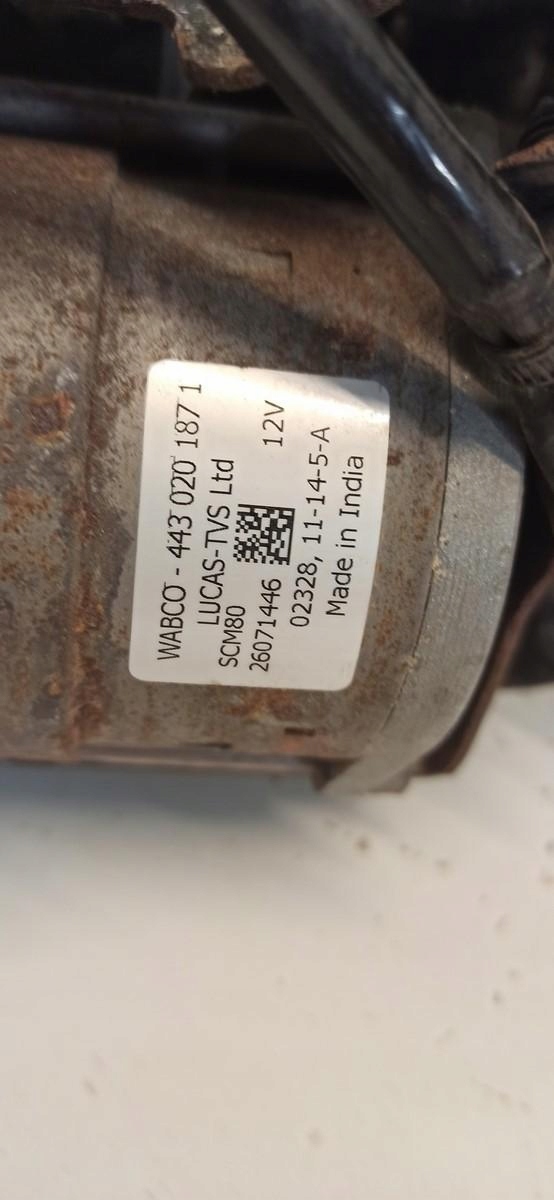 WABCO - 443 020 187 1
LUCAS-TVS Ltd
SCM80 12V
26071446
02328, 11-14-5-A
Made in India